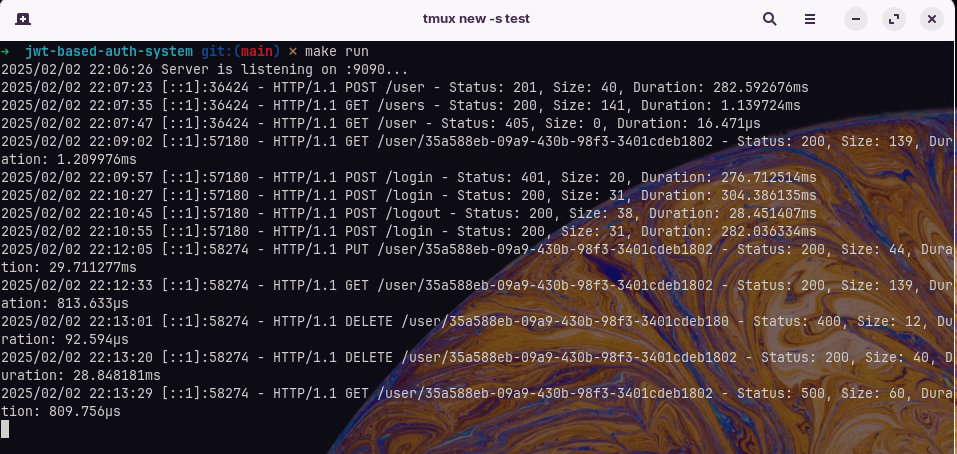 tmux new -s test
→ jwt-based-auth-system git:(main) × make run
2025/02/02 22:06:26 Server is listening on :9090...
2025/02/02 22:07:23 [::1]:36424 - HTTP/1.1 POST /user - Status: 201, Size: 40, Duration: 282.592676ms
2025/02/02 22:07:35 [::1]:36424 - HTTP/1.1 GET /users - Status: 200, Size: 141, Duration: 1.139724ms
2025/02/02 22:07:47 [::1]:36424 - HTTP/1.1 GET /user - Status: 405, Size: 0, Duration: 16.471µs
2025/02/02 22:09:02 [::1]:57180 - HTTP/1.1 GET /user/35a588eb-09a9-430b-98f3-3401cdeb1802 - Status: 200, Size: 139, Dur
ation: 1.209976ms
2025/02/02 22:09:57 [::1]:57180 - HTTP/1.1 POST /login - Status: 401, Size: 20, Duration: 276.712514ms
2025/02/02 22:10:27 [::1]:57180 - HTTP/1.1 POST /login - Status: 200, Size: 31, Duration: 304.386135ms
2025/02/02 22:10:45 [::1]:57180 - HTTP/1.1 POST /logout - Status: 200, Size: 38, Duration: 28.451407ms
2025/02/02 22:10:55 [::1]:57180 - HTTP/1.1 POST /login - Status: 200, Size: 31, Duration: 282.036334ms
2025/02/02 22:12:05 [::1]:58274 - HTTP/1.1 PUT /user/35a588eb-09a9-430b-98f3-3401cdeb1802 - Status: 200, Size: 44, Dura
tion: 29.711277ms
2025/02/02 22:12:33 [::1]:58274 - HTTP/1.1 GET /user/35a588eb-09a9-430b-98f3-3401cdeb1802 - Status: 200, Size: 139, Dur
ation: 813.633µs
2025/02/02 22:13:01 [::1]:58274 - HTTP/1.1 DELETE /user/35a588eb-09a9-430b-98f3-3401cdeb180 - Status: 400, Size: 12, Du
ration: 92.594µs
2025/02/02 22:13:20 [::1]:58274 - HTTP/1.1 DELETE /user/35a588eb-09a9-430b-98f3-3401cdeb1802 - Status: 200, Size: 40, D
uration: 28.848181ms
2025/02/02 22:13:29 [::1]:58274 - HTTP/1.1 GET /user/35a588eb-09a9-430b-98f3-3401cdeb1802 - Status: 500, Size: 60, Dura
tion: 809.756µs